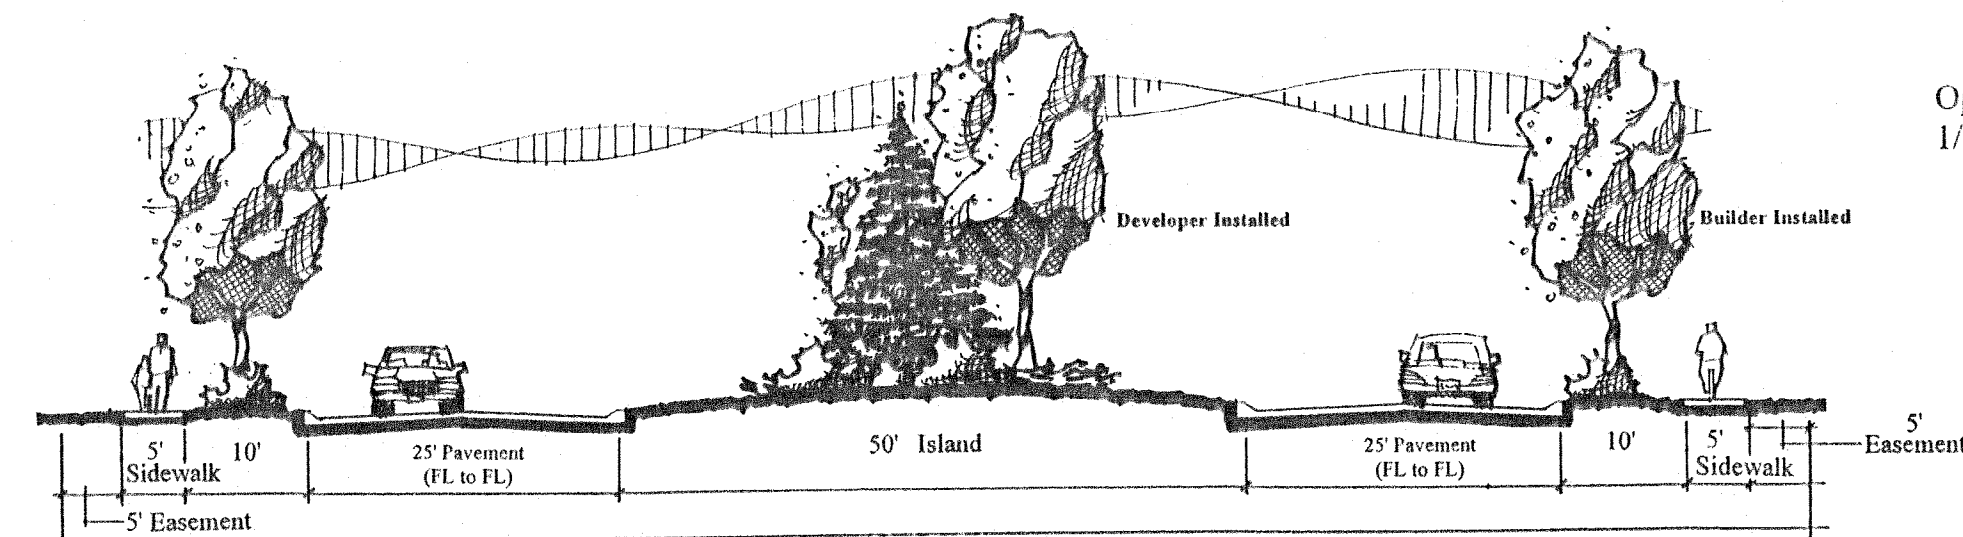 Developer Installed
Builder Installed
5'
Sidewalk
10'
25' Pavement
(FL to FL)
50' Island
25' Pavement
(FL to FL)
10'
5'
Sidewalk
5'
Easement
5' Easement
1/